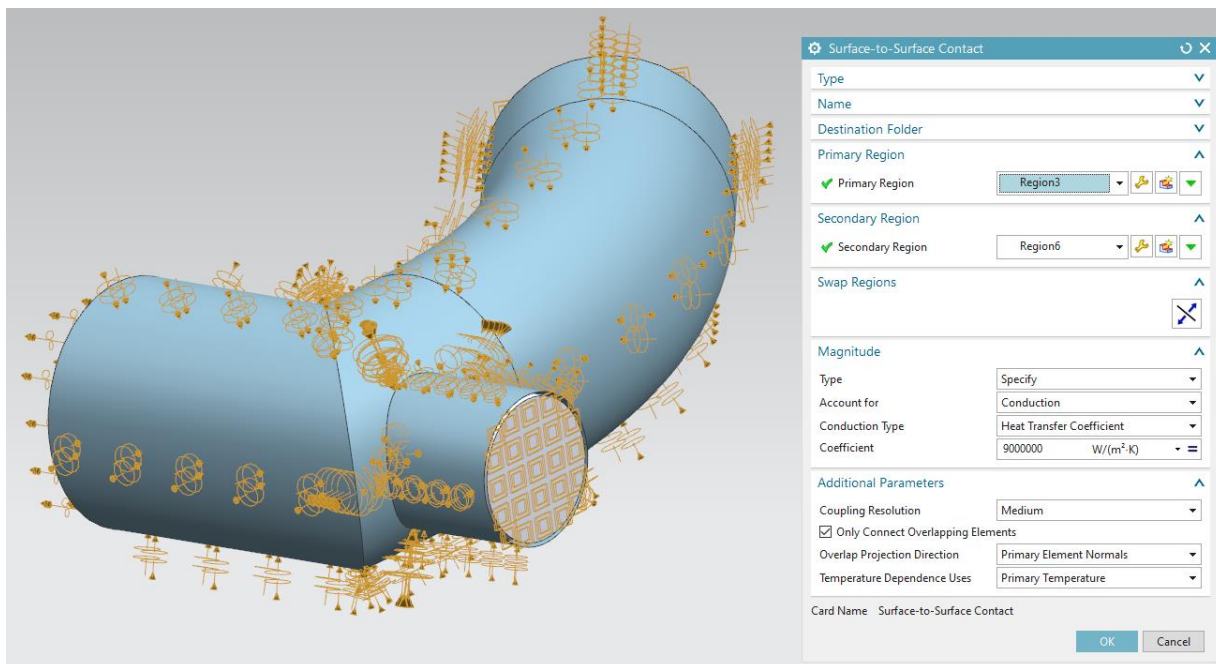 Surface-to-Surface Contact
Type
Name
Destination Folder
Primary Region
Primary Region Region3
Secondary Region
Secondary Region Region6
Swap Regions
Magnitude
Type Specify
Account for Conduction
Conduction Type Heat Transfer Coefficient
Coefficient 9000000 W/(m²·K)
Additional Parameters
Coupling Resolution Medium
Only Connect Overlapping Elements
Overlap Projection Direction Primary Element Normals
Temperature Dependence Uses Primary Temperature
Card Name Surface-to-Surface Contact
OK Cancel